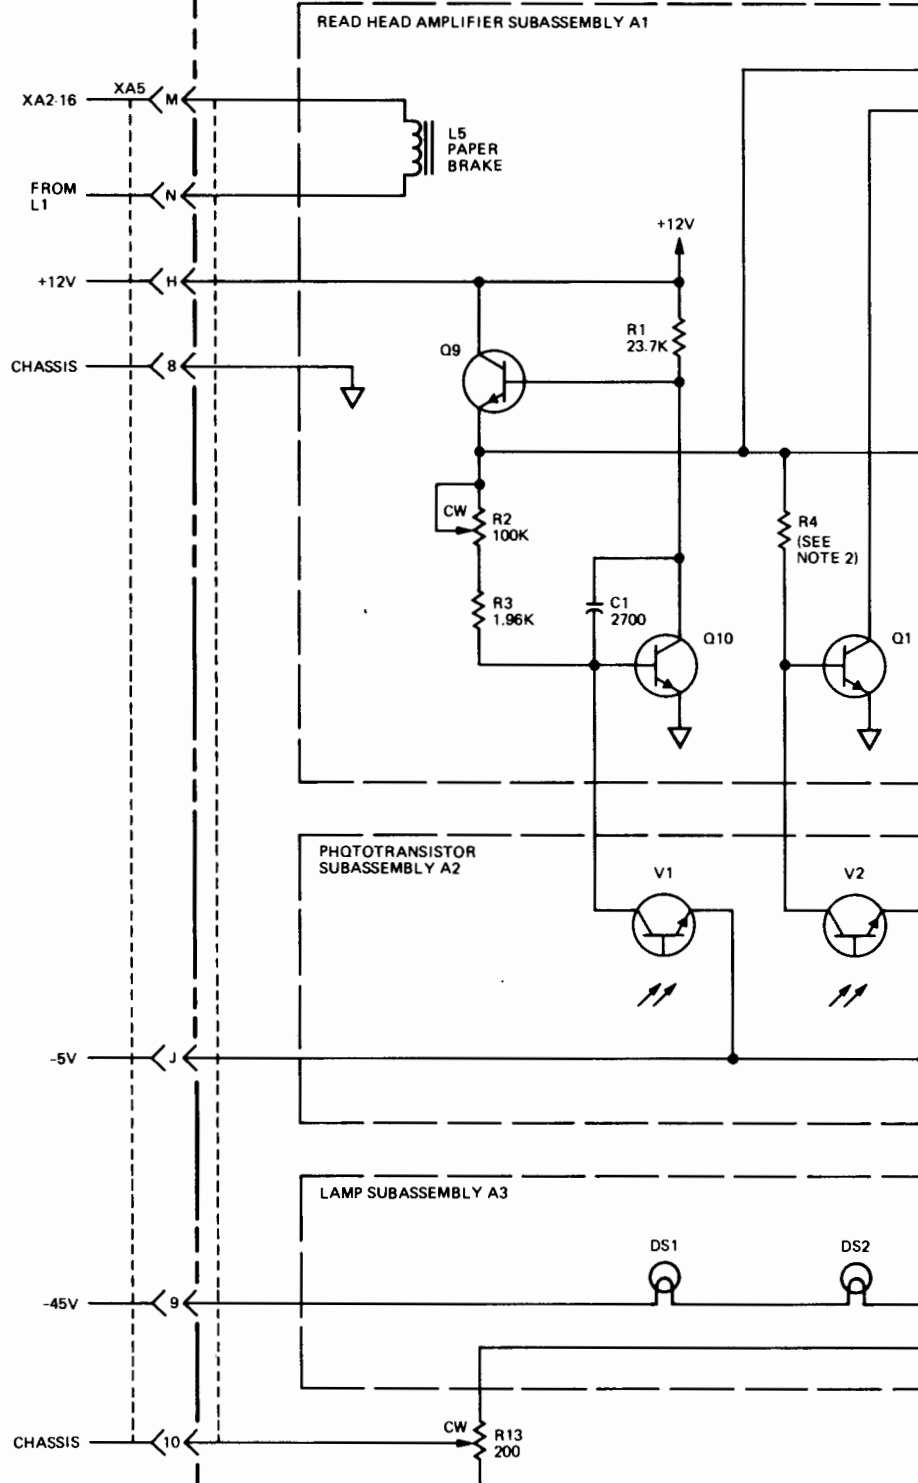 READ HEAD AMPLIFIER SUBASSEMBLY A1
XA5
XA2-16
M
L5
PAPER
BRAKE
FROM
L1
N
+12V
+12V
H
R1
23.7K
Q9
CHASSIS
8
CW
R2
100K
R4
(SEE
NOTE 2)
R3
1.96K
C1
2700
Q10
Q1
PHOTOTRANSISTOR
SUBASSEMBLY A2
V1
V2
-5V
J
LAMP SUBASSEMBLY A3
DS1
DS2
-45V
9
CW
R13
200
CHASSIS
10